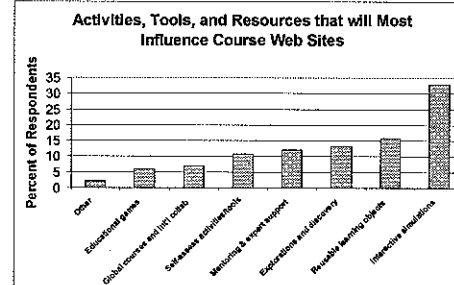 Activities, Tools, and Resources that will Most
Influence Course Web Sites
Percent of Respondents
35
30
25
20
15
10
5
0
Other
Educational games
Global courses and int'l collab
Self-assess activities/tools
Mentoring & expert support
Explorations and discovery
Reusable learning objects
Interactive simulations